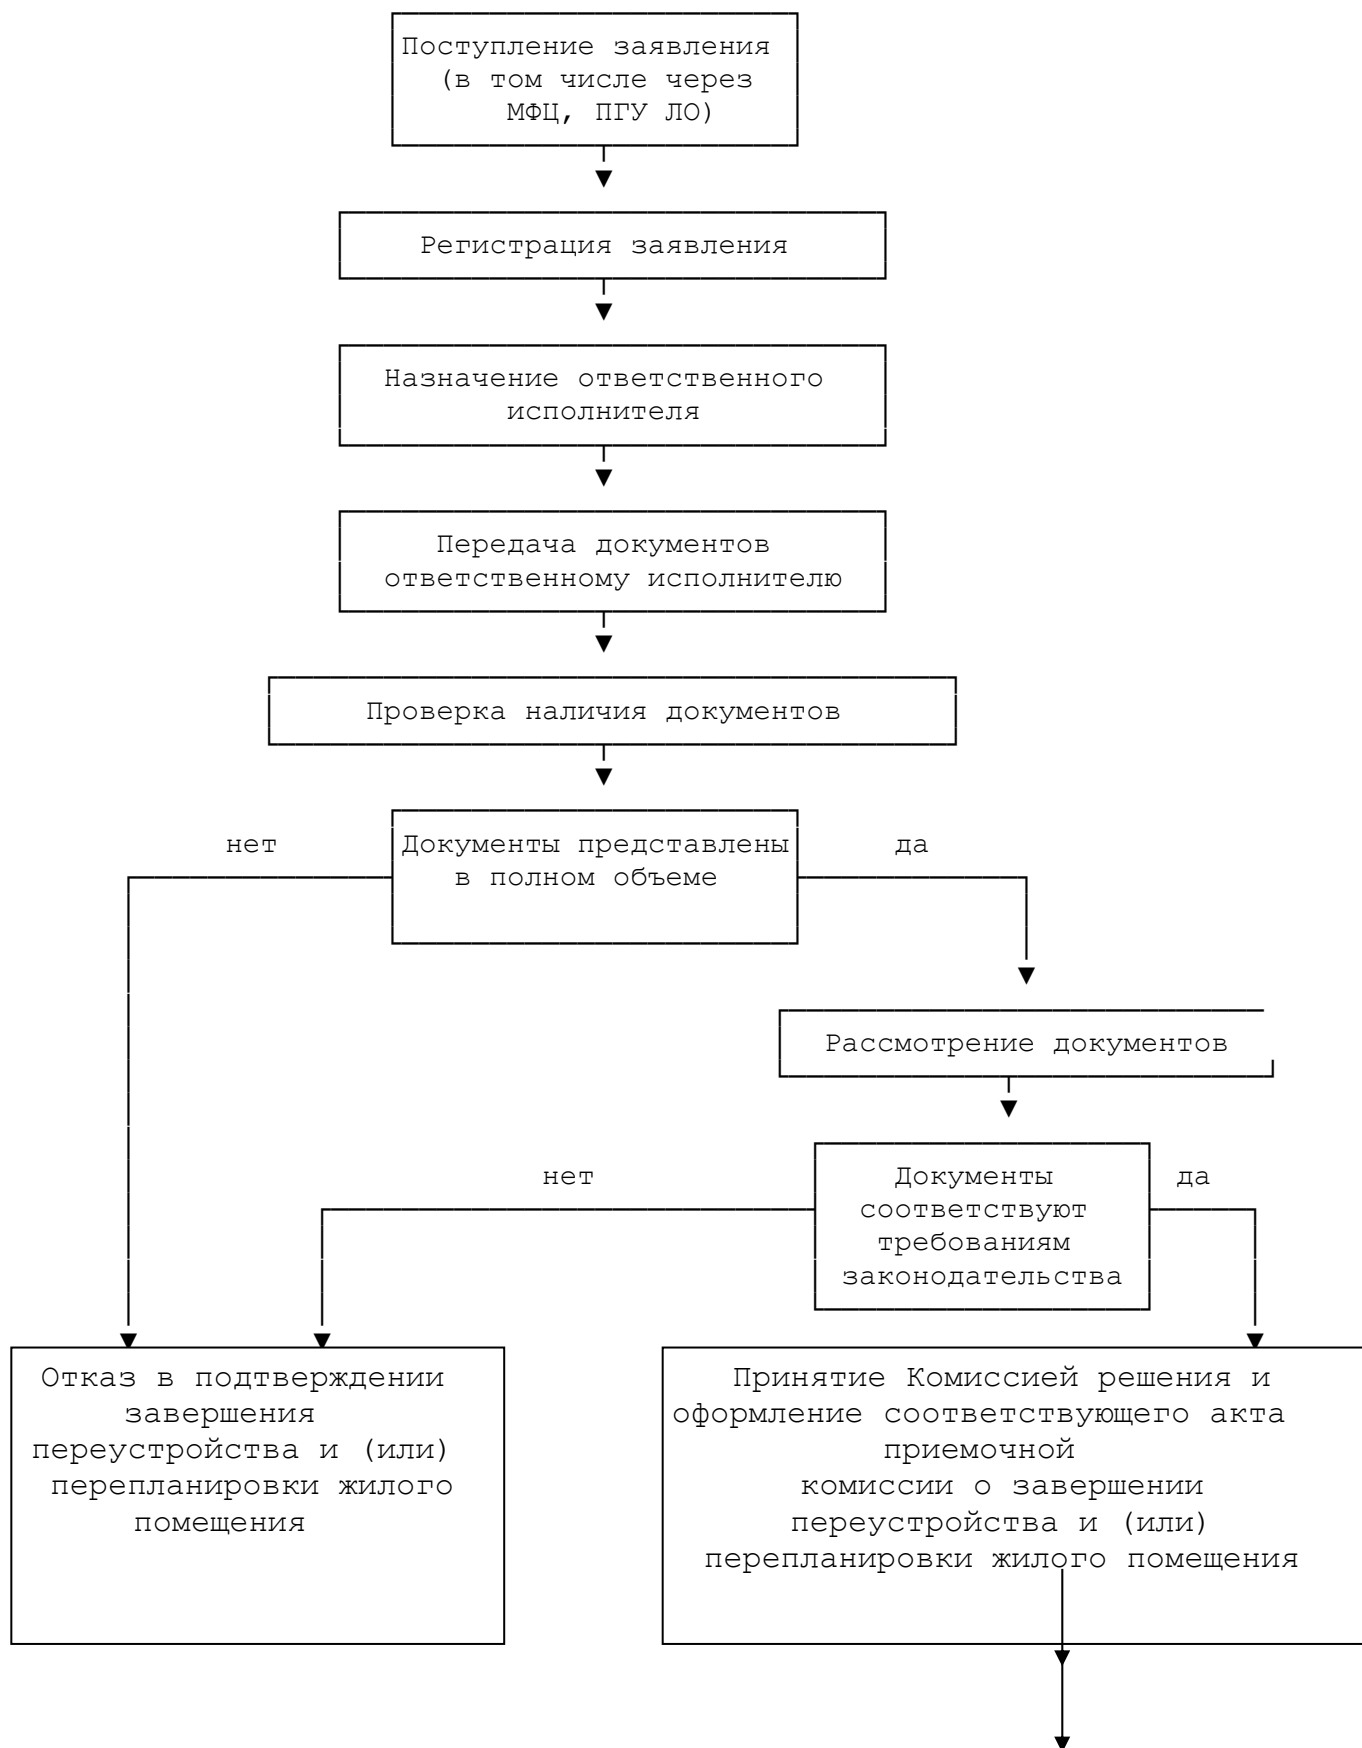 Поступление заявления
(в том числе через
МФЦ, ПГУ ЛО)
Регистрация заявления
Назначение ответственного
исполнителя
Передача документов
ответственному исполнителю
Проверка наличия документов
нет
Документы представлены
в полном объеме
да
Рассмотрение документов
нет
Документы
соответствуют
требованиям
законодательства
да
Отказ в подтверждении
завершения
переустройства и (или)
перепланировки жилого
помещения
Принятие Комиссией решения и
оформление соответствующего акта
приемочной
комиссии о завершении
переустройства и (или)
перепланировки жилого помещения